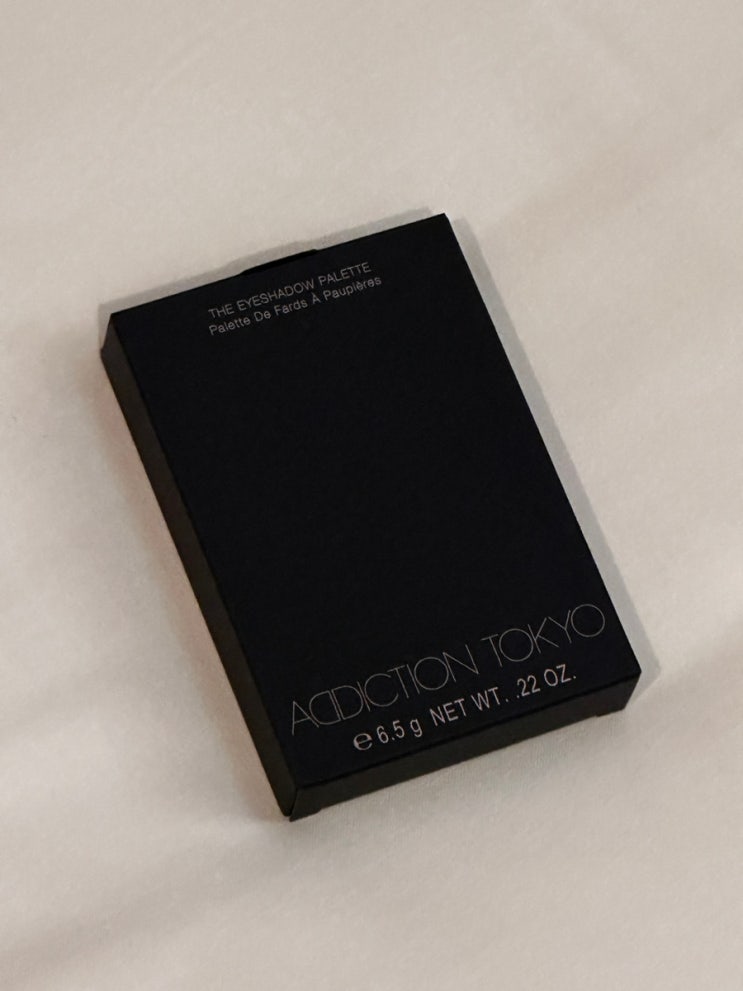 THE EYESHADOW PALETTE
Palette De Fards À Paupières
ADDICTION TOKYO
℮ 6.5 g NET WT. .22 OZ.